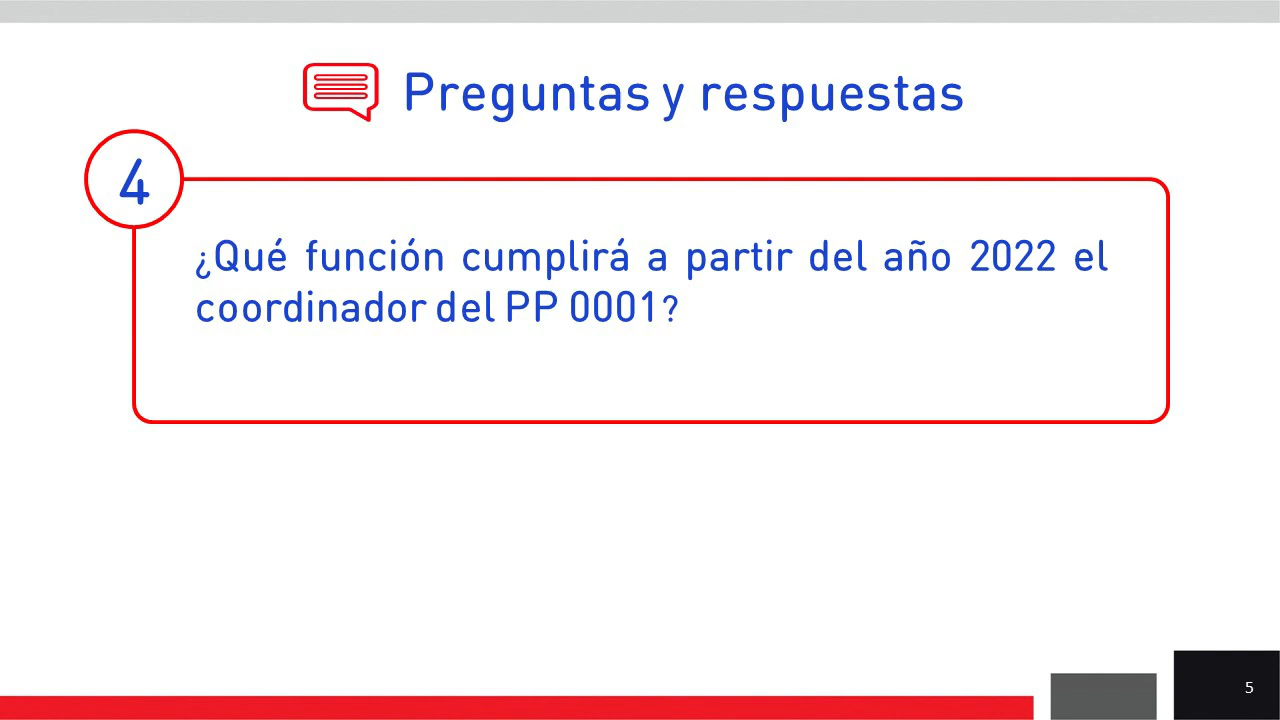 Preguntas y respuestas
4
¿Qué función cumplirá a partir del año 2022 el
coordinador del PP 0001?
5